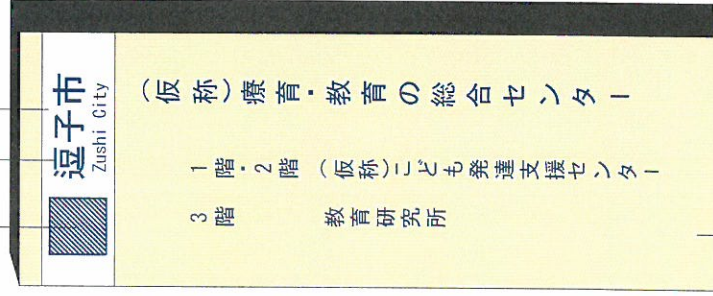 逗子市
Zushi City
（仮称）療育・教育の総合センター
1階・2階 （仮称）こども発達支援センター
3階 教育研究所